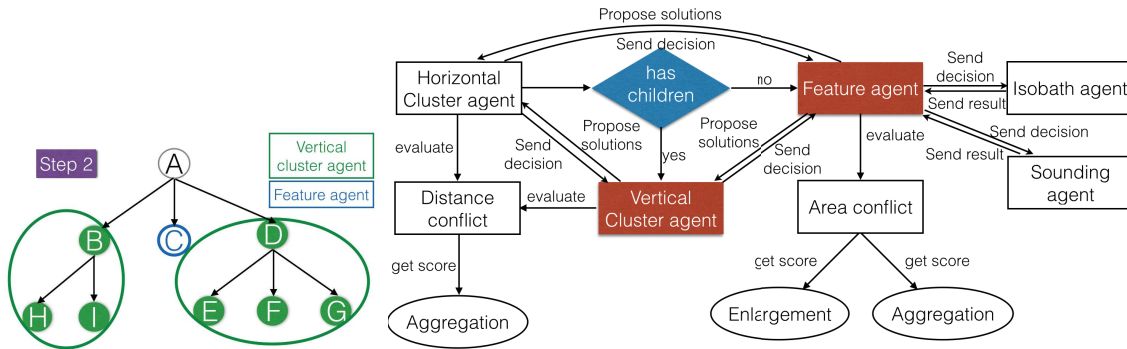 Step 2
A
B
C
D
H
I
E
F
G
Vertical
cluster agent
Feature agent
Propose solutions
Send decision
Horizontal
Cluster agent
has
children
no
Feature agent
Send
decision
Send result
Isobath agent
evaluate
Send
decision
Propose
solutions
yes
Propose
solutions
Send
decision
evaluate
Send decision
Send result
Sounding
agent
Distance
conflict
evaluate
Vertical
Cluster agent
Area conflict
get score
get score
get score
Aggregation
Enlargement
Aggregation